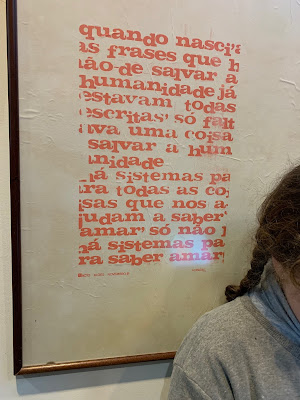 quando nasci'a
as frases que h
hão-de salvar a
humanidade já
estavam todas
escritas' só falt
ava uma coisa
salvar a hum
anidade
há sistemas pa
ra todas as coi
isas que nos a
judam a saber'
amar' só não
há sistemas pa
ra saber amar